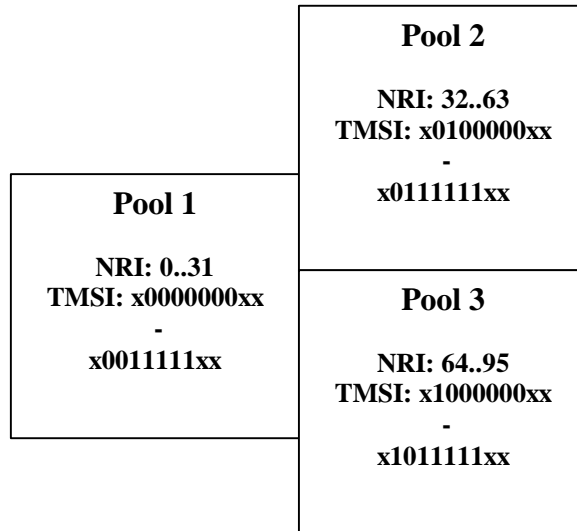 Pool 2
NRI: 32..63
TMSI: x0100000xx
-
x0111111xx
Pool 1
NRI: 0..31
TMSI: x0000000xx
-
x0011111xx
Pool 3
NRI: 64..95
TMSI: x1000000xx
-
x1011111xx